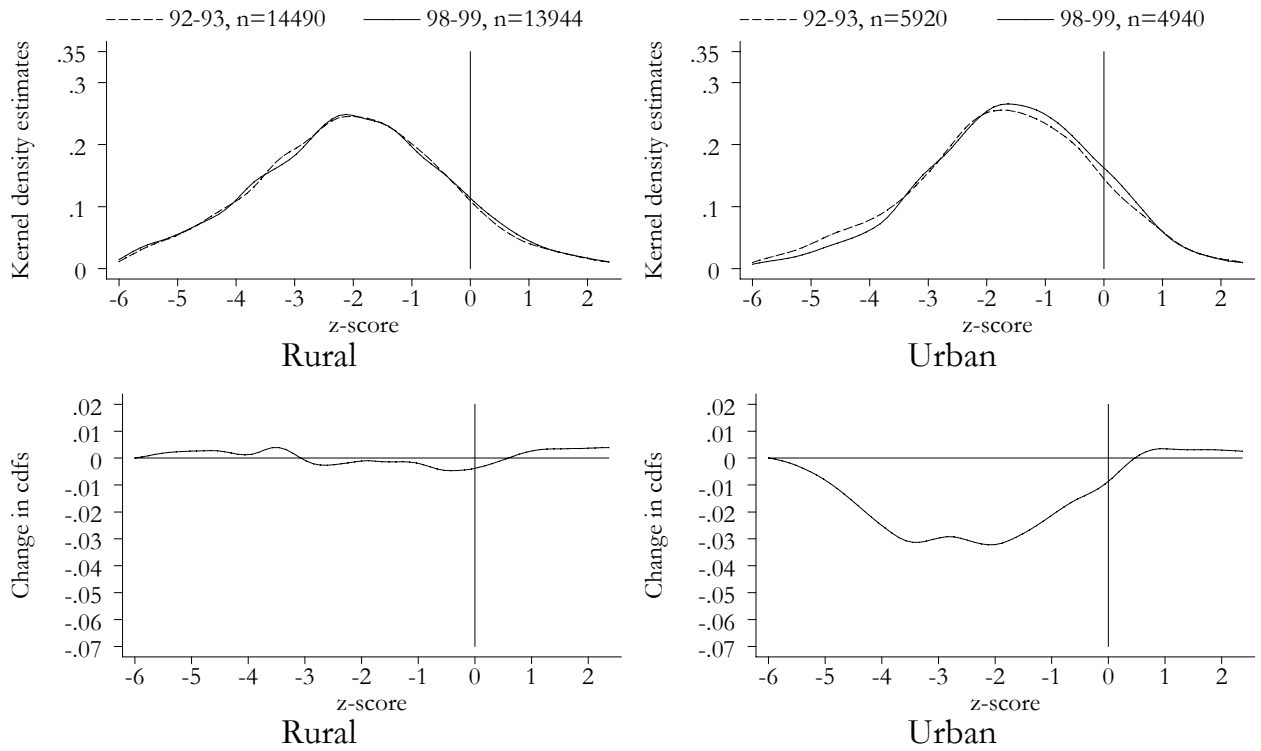 92-93, n=14490 98-99, n=13944
Kernel density estimates
.35
.3
.2
.1
0
-6 -5 -4 -3 -2 -1 0 1 2
z-score
Rural
92-93, n=5920 98-99, n=4940
Kernel density estimates
.35
.3
.2
.1
0
-6 -5 -4 -3 -2 -1 0 1 2
z-score
Urban
Change in cdfs
.02
.01
0
-.01
-.02
-.03
-.04
-.05
-.06
-.07
-6 -5 -4 -3 -2 -1 0 1 2
z-score
Rural
Change in cdfs
.02
.01
0
-.01
-.02
-.03
-.04
-.05
-.06
-.07
-6 -5 -4 -3 -2 -1 0 1 2
z-score
Urban